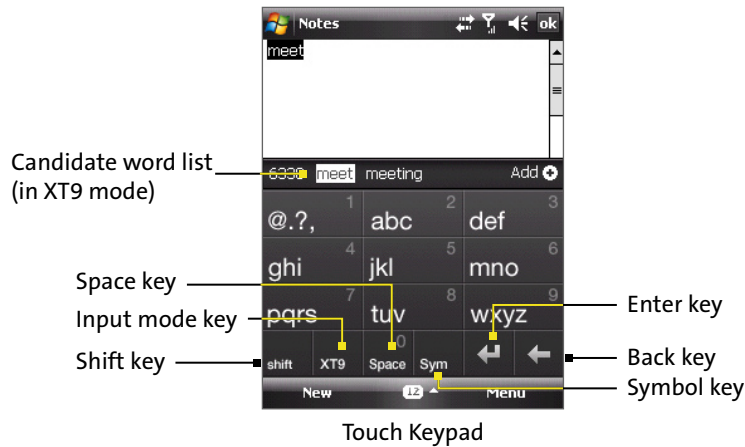 Notes ok
meet
Candidate word list
(in XT9 mode)
6338 meet meeting Add
@.?, 1 abc 2 def 3
ghi 4 jkl 5 mno 6
pqrs 7 tuv 8 wxyz 9
Space key
Input mode key
Shift key
shift XT9 Space 0 Sym
Enter key
Back key
Symbol key
New 12 Menu
Touch Keypad